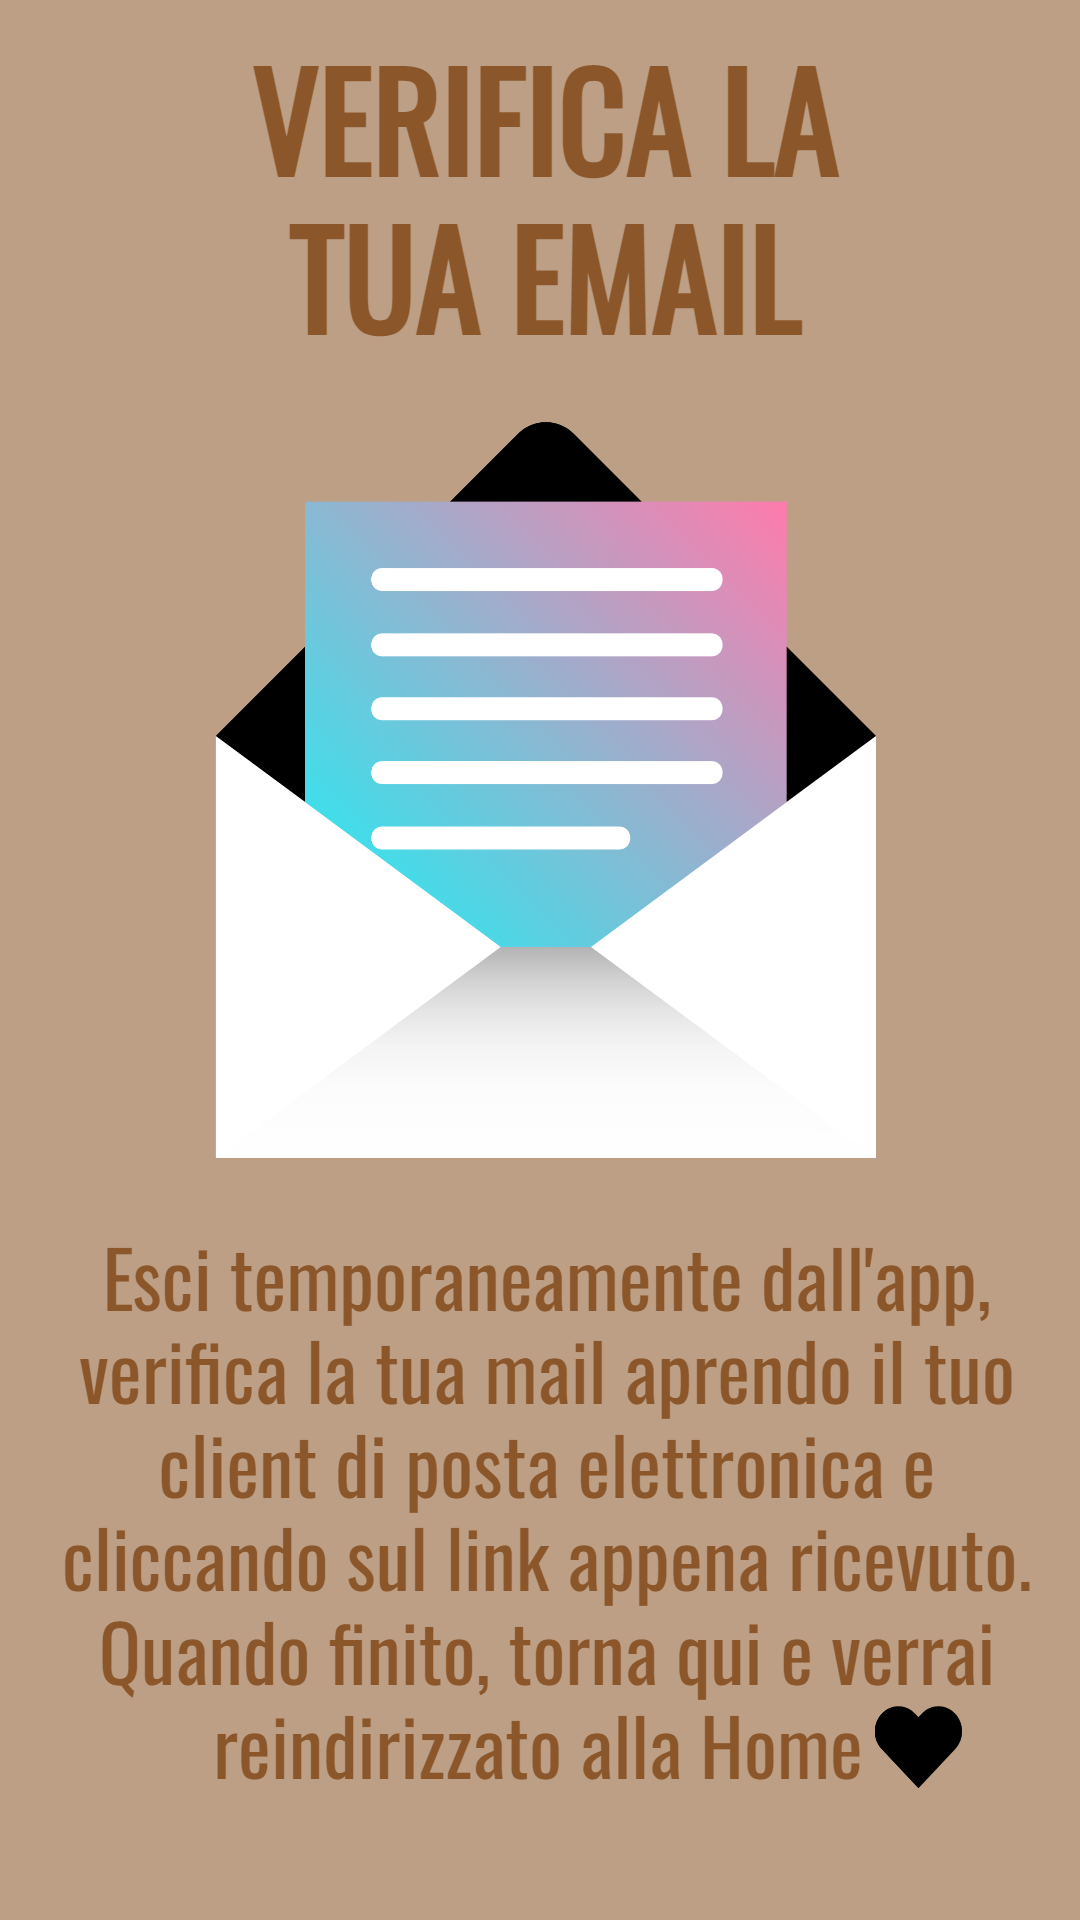 VERIFICA LA
TUA EMAIL
Esci temporaneamente dall'app,
verifica la tua mail aprendo il tuo
client di posta elettronica e
cliccando sul link appena ricevuto.
Quando finito, torna qui e verrai
reindirizzato alla Home